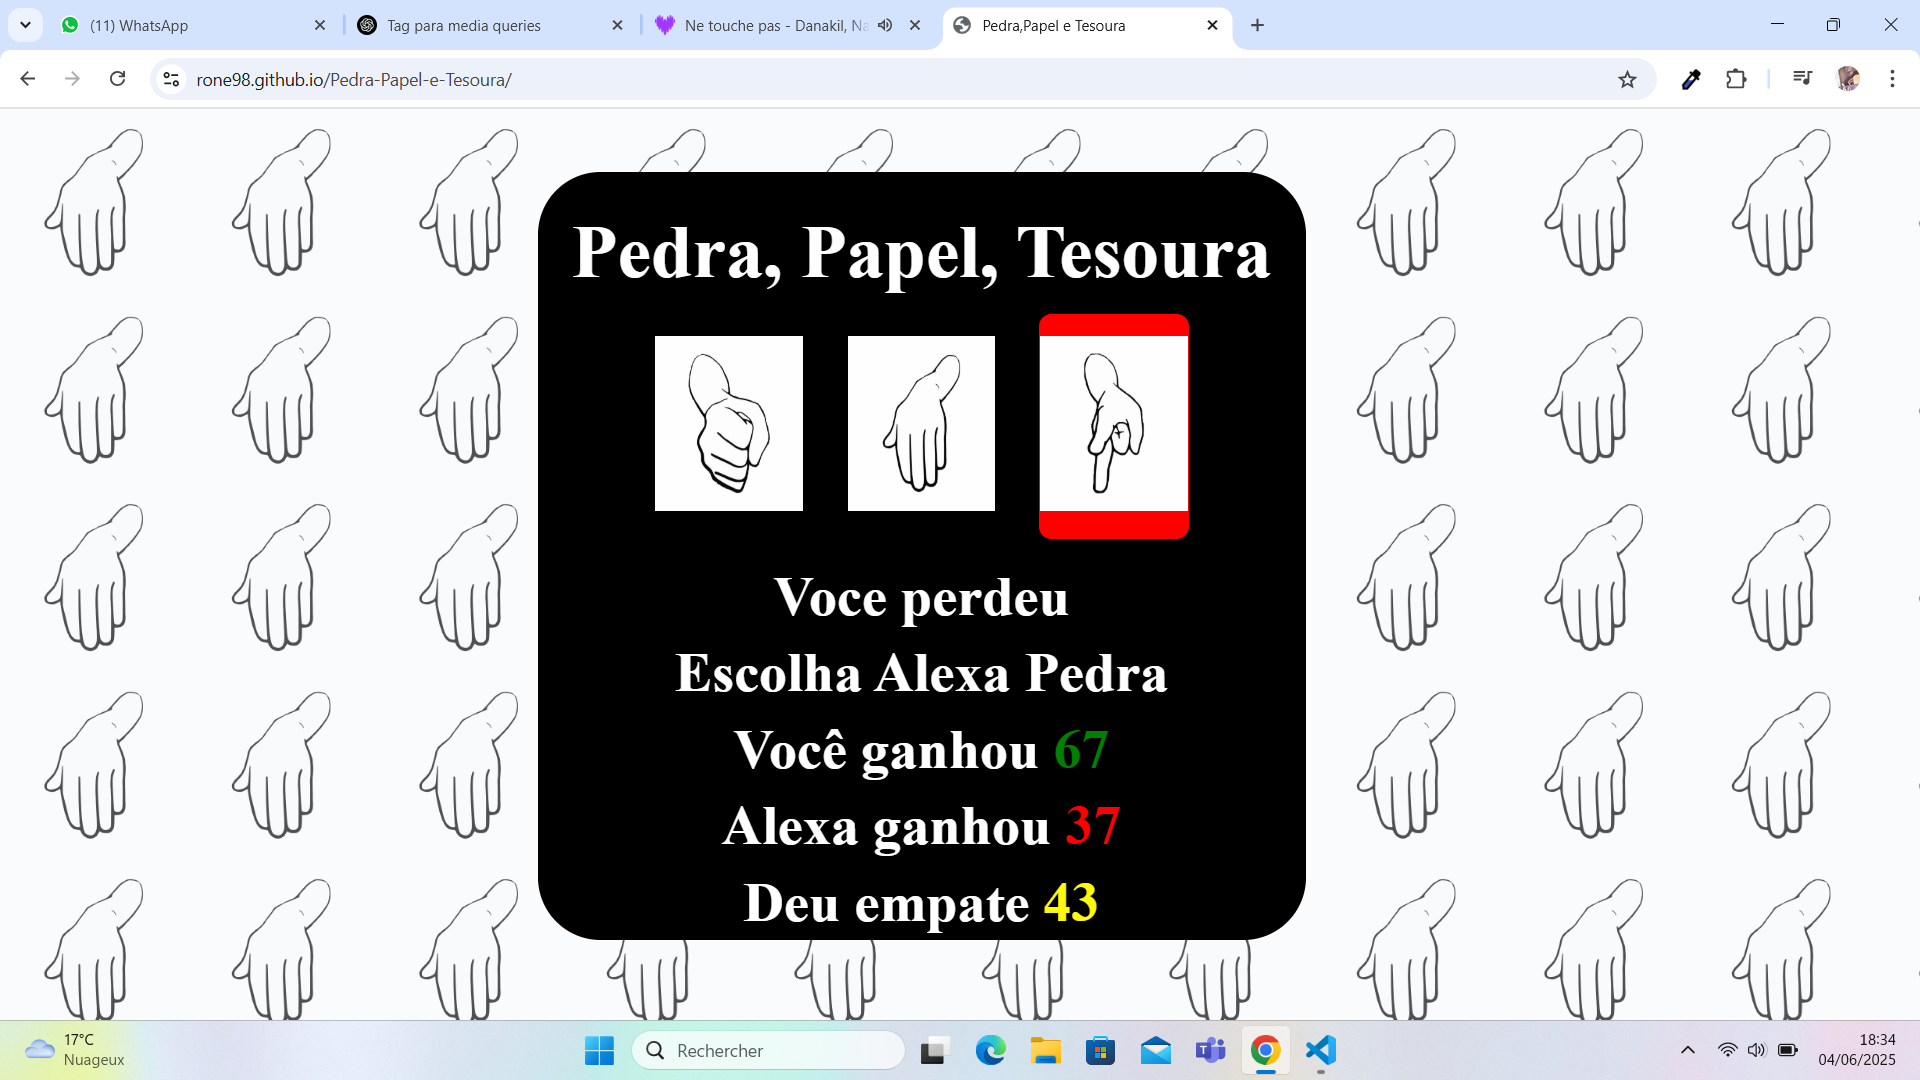 (11) WhatsApp
Tag para media queries
Ne touche pas - Danakil, Na
Pedra,Papel e Tesoura
rone98.github.io/Pedra-Papel-e-Tesoura/
Pedra, Papel, Tesoura
Voce perdeu
Escolha Alexa Pedra
Você ganhou 67
Alexa ganhou 37
Deu empate 43
17°C
Nuageux
Rechercher
18:34
04/06/2025